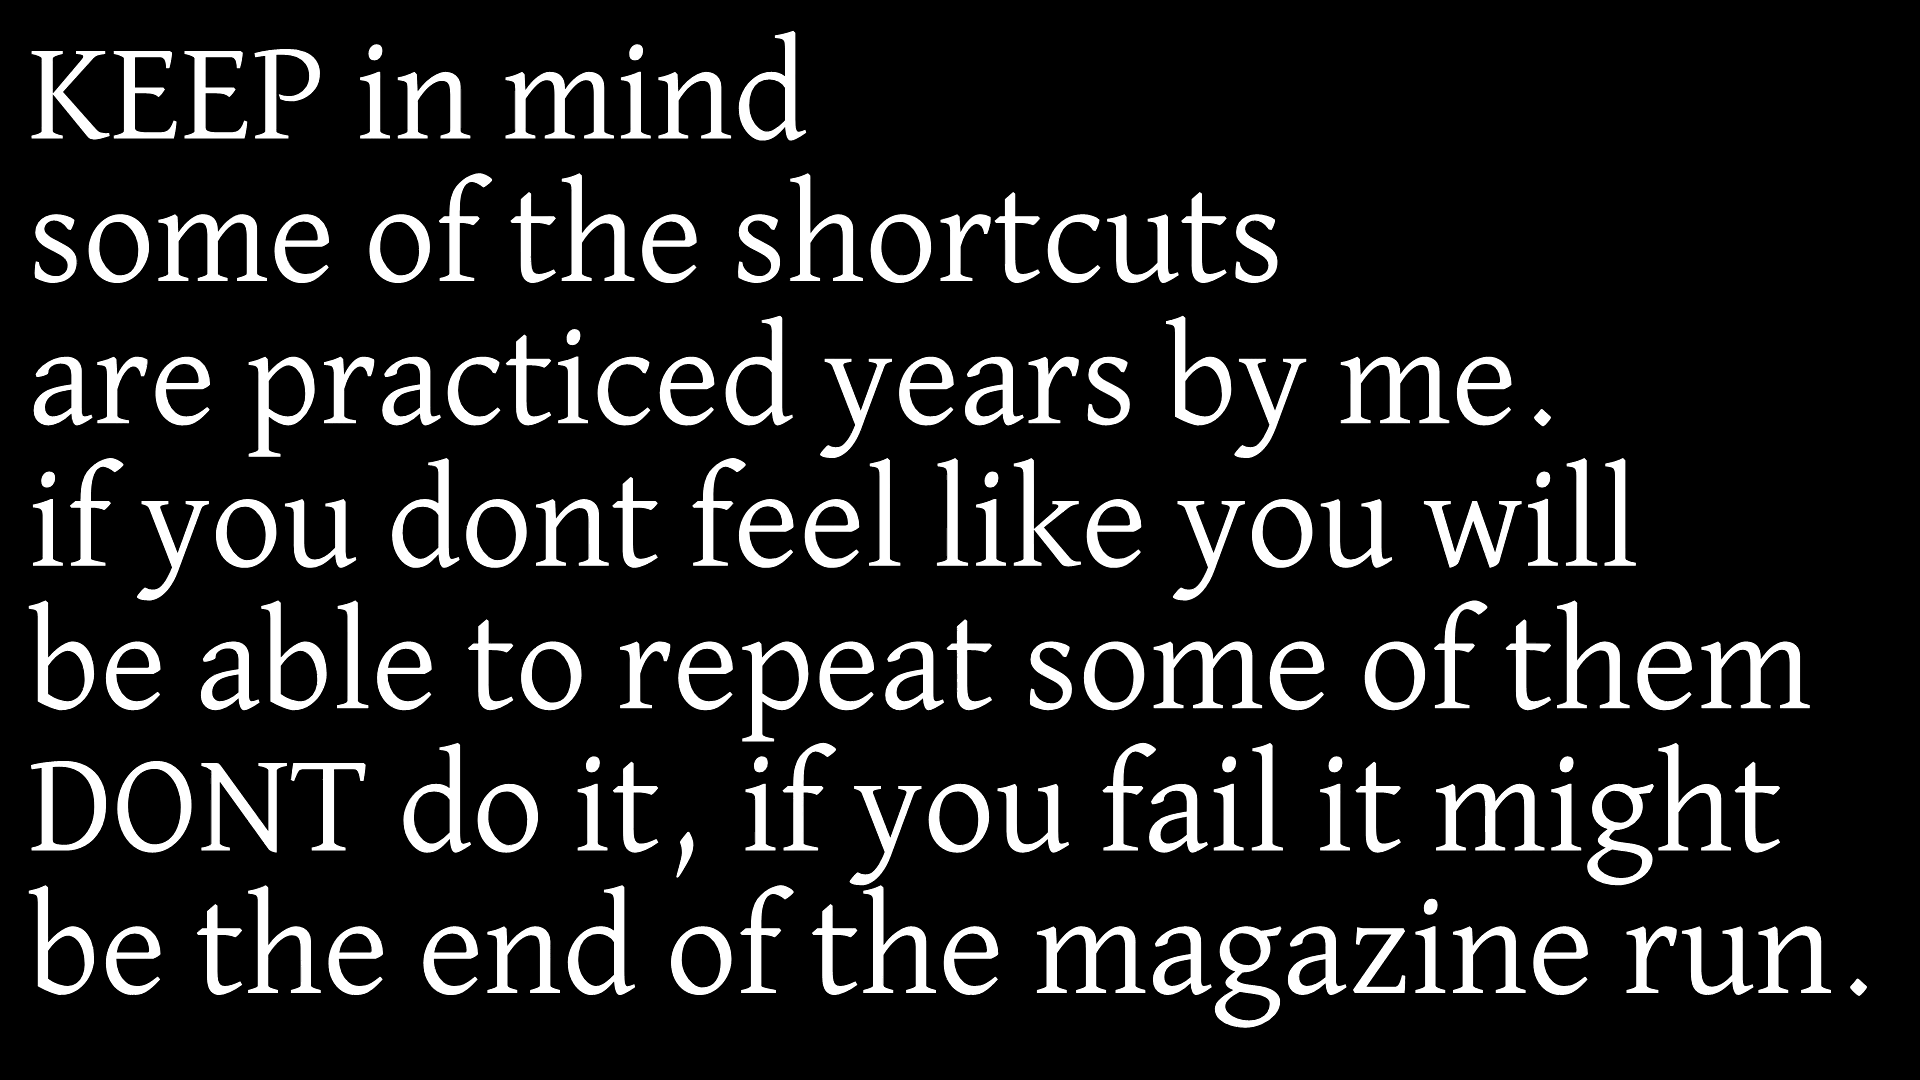 KEEP in mind
some of the shortcuts
are practiced years by me.
if you dont feel like you will
be able to repeat some of them
DONT do it, if you fail it might
be the end of the magazine run.